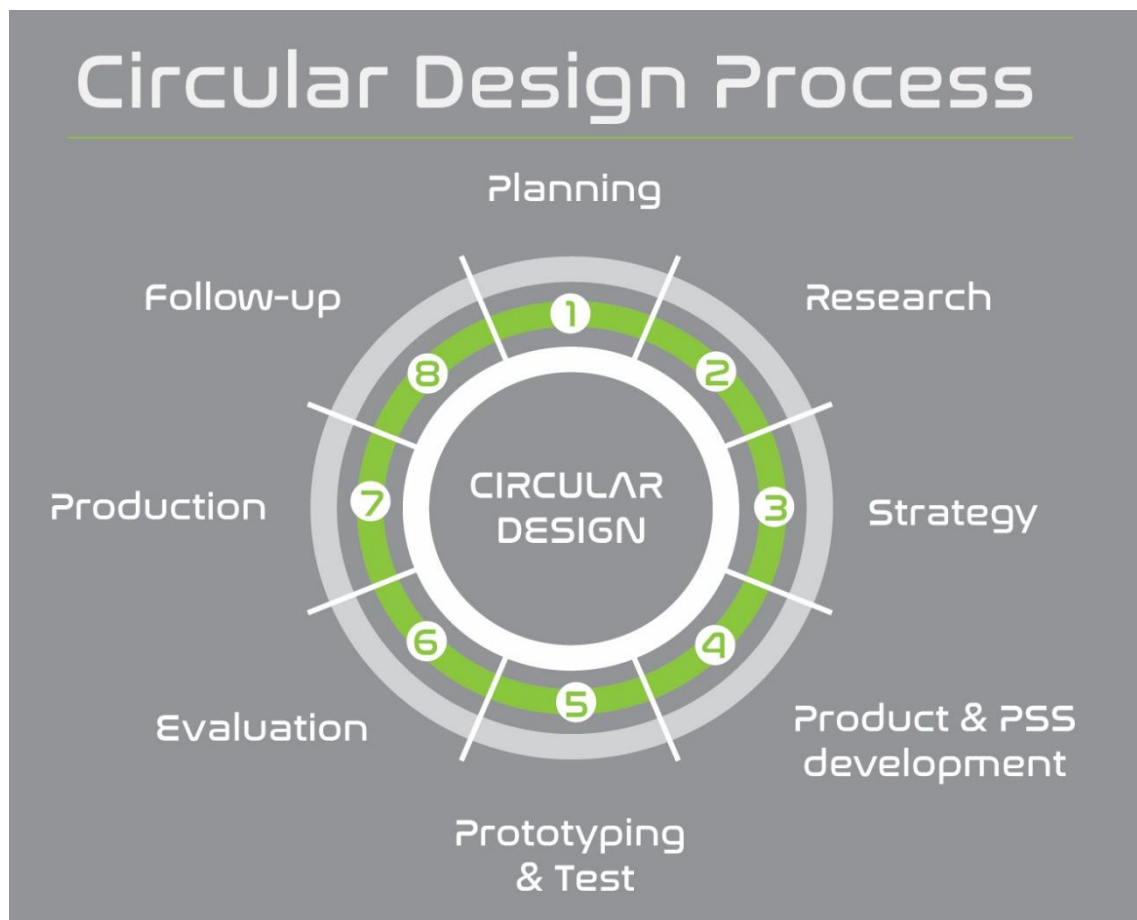 Circular Design Process
Planning
1
Research
2
Strategy
3
Product & PSS
development
4
Prototyping
& Test
5
Evaluation
6
Production
7
Follow-up
8
CIRCULAR
DESIGN